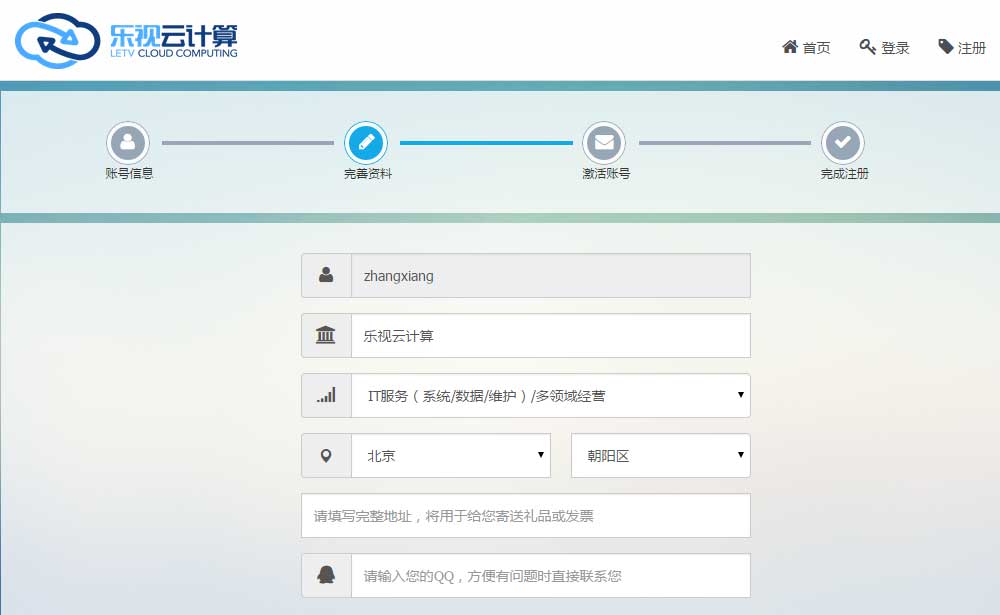 乐视云计算
LETV CLOUD COMPUTING
首页 登录 注册
账号信息 完善资料 激活账号 完成注册
zhangxiang
乐视云计算
IT服务（系统/数据/维护）/多领域经营
北京 朝阳区
请填写完整地址，将用于给您寄送礼品或发票
请输入您的QQ，方便有问题时直接联系您